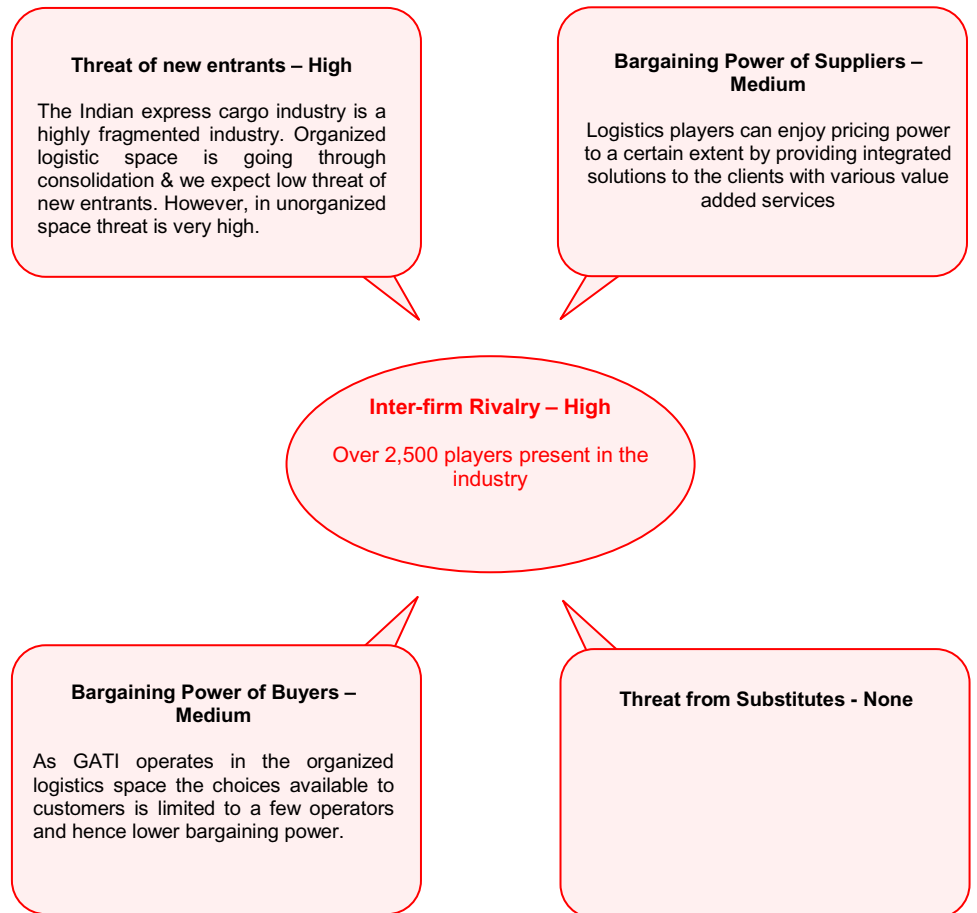 Threat of new entrants – High
The Indian express cargo industry is a
highly fragmented industry. Organized
logistic space is going through
consolidation & we expect low threat of
new entrants. However, in unorganized
space threat is very high.
Bargaining Power of Suppliers –
Medium
Logistics players can enjoy pricing power
to a certain extent by providing integrated
solutions to the clients with various value
added services
Inter-firm Rivalry – High
Over 2,500 players present in the
industry
Bargaining Power of Buyers –
Medium
As GATI operates in the organized
logistics space the choices available to
customers is limited to a few operators
and hence lower bargaining power.
Threat from Substitutes - None